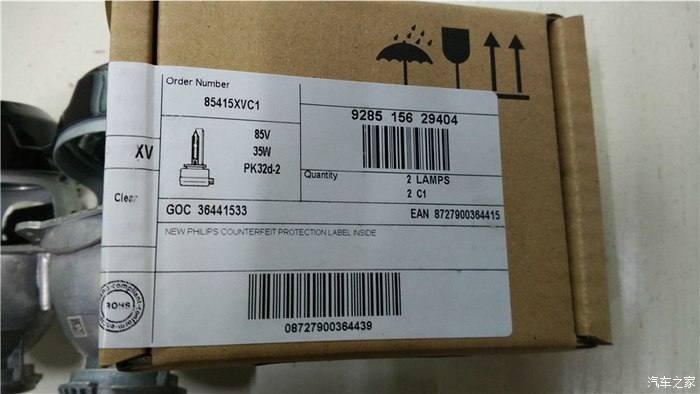 Order Number
85415XVC1
XV
85V
35W
PK32d-2
Clear
9285 156 29404
Quantity
2 LAMPS
2 C1
GOC 36441533
EAN 8727900364415
NEW PHILIPS COUNTERFEIT PROTECTION LABEL INSIDE
ROHS
08727900364439
汽车之家